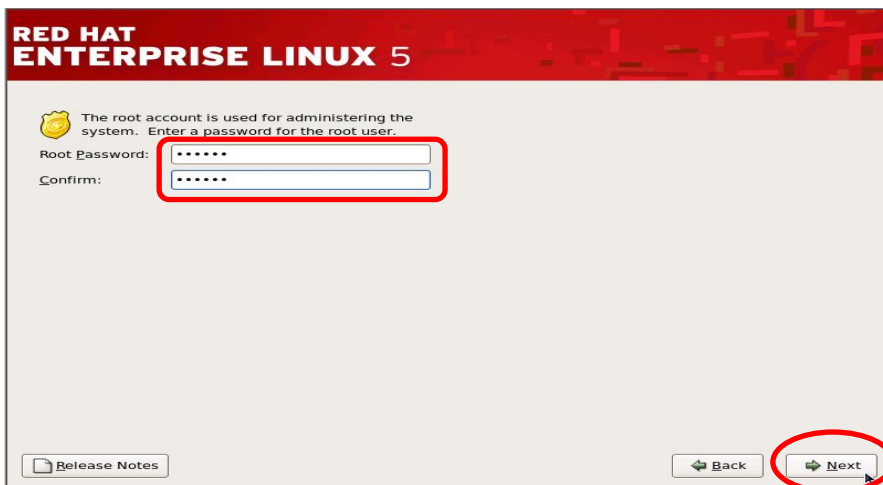 RED HAT
ENTERPRISE LINUX 5
The root account is used for administering the
system. Enter a password for the root user.
Root Password: ••••••
Confirm: ••••••
Release Notes
Back
Next